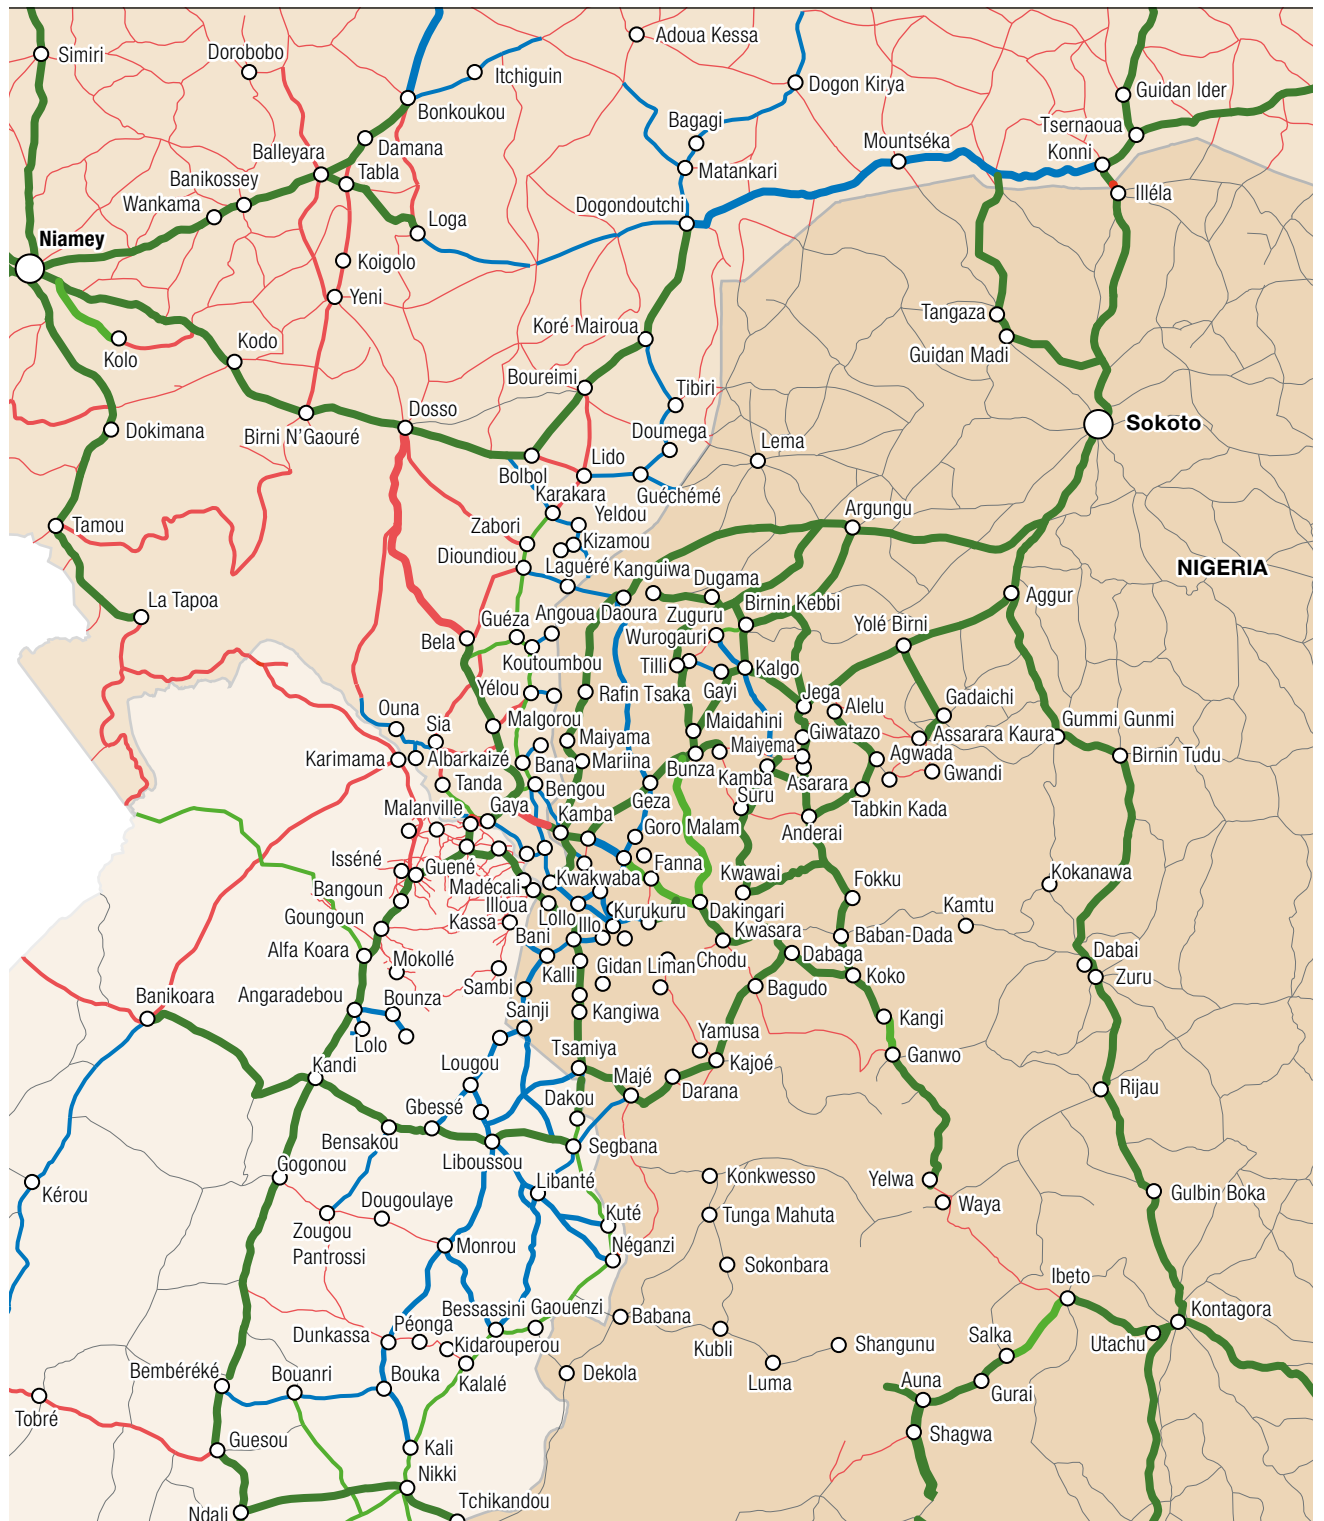 Adoua Kessa
Simiri
Dorobobo
Itchiguin
Dogon Kirya
Guidan Ider
Bonkoukou
Bagagi
Tsernaoua
Damana
Mountséka
Konni
Balleyara
Tabla
Matankari
Banikossey
Illéla
Wankama
Dogondoutchi
Loga
Niamey
Koigolo
Yeni
Tangaza
Koré Mairoua
Kolo
Kodo
Guidan Madi
Boureimi
Tibiri
Dosso
Sokoto
Dokimana
Birni N'Gaouré
Doumega
Lema
Bolbol
Lido
Guéchémé
Karakara
Argungu
Yeldou
Tamou
Zabori
Kizamou
Dioundiou
Laguéré
Kanguiwa
NIGERIA
Dugama
Aggur
La Tapoa
Angoua Daoura
Birnin Kebbi
Guéza
Zuguru
Yolé Birni
Bela
Wurogauri
Koutoumbou
Tilli
Kalgo
Yélou
Rafin Tsaka
Gayi
Jega
Alelu
Gadaichi
Ouna
Sia
Malgorou
Maidahini
Gummi Gunmi
Giwatazo
Assarara Kaura
Maiyama
Maiyema
Birnin Tudu
Karimama
Albarkaizé
Bana
Mariina
Bunza
Agwada
Gwandi
Tanda
Kamba
Asarara
Bengou
Geza
Suru
Tabkin Kada
Malanville
Gaya
Kamba
Goro Malam
Anderai
Isséné
Guené
Fanna
Kwawai
Kokanawa
Bangoun
Madécali
Kwakwaba
Fokku
Illoua
Kamtu
Goungoun
Kassa
Lollo
Illo
Kurukuru
Dakingari
Kwasara
Bani
Baban-Dada
Alfa Koara
Dabai
Mokollé
Kalli
Gidan Liman
Chodu
Dabaga
Zuru
Koko
Sambi
Bagudo
Banikoara
Angaradebou
Bounza
Sainji
Kangiwa
Kangi
Lolo
Yamusa
Tsamiya
Ganwo
Kandi
Lougou
Majé
Kajoé
Darana
Rijau
Gbessé
Dakou
Bensakou
Segbana
Liboussou
Gogonou
Konkwesso
Yelwa
Libanté
Gulbin Boka
Kérou
Waya
Dougoulaye
Kuté
Tunga Mahuta
Zougou
Pantrossi
Monrou
Néganzi
Sokonbara
Ibeto
Bessassini
Gaouenzi
Babana
Kontagora
Péonga
Dunkassa
Kidarouperou
Kubli
Shangunu
Salka
Utachu
Bembéréké
Bouanri
Bouka
Kalalé
Dekola
Luma
Auna
Gurai
Tobré
Guesou
Kali
Shagwa
Nikki
Ndali
Tchikandou